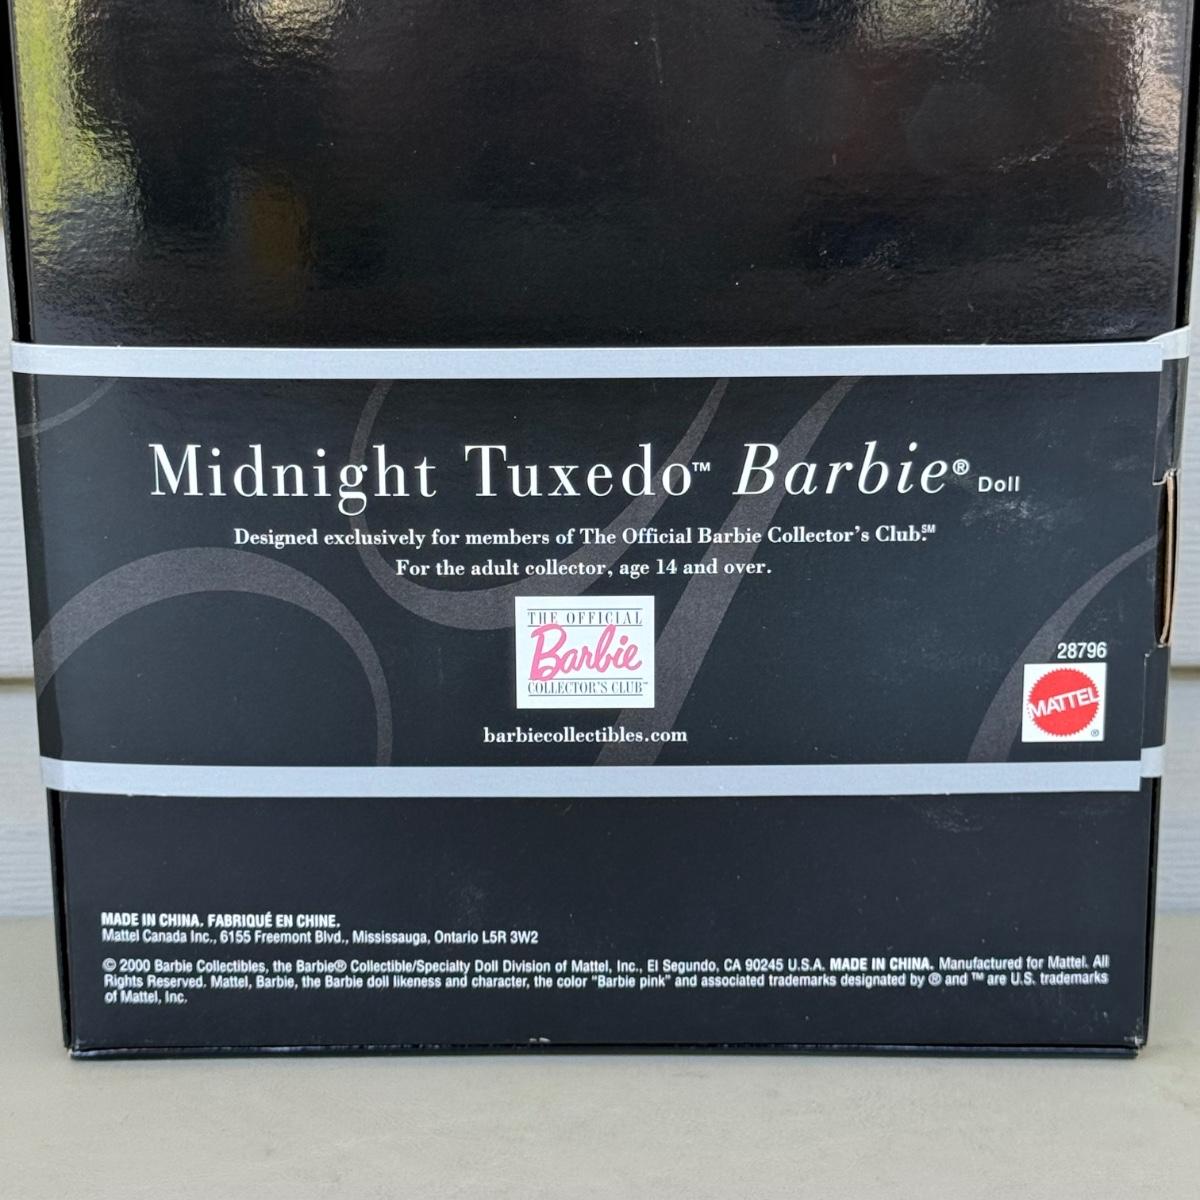 Midnight Tuxedo™ Barbie® Doll
Designed exclusively for members of The Official Barbie Collector's Club.℠
For the adult collector, age 14 and over.
THE OFFICIAL
Barbie
COLLECTOR'S CLUB™
barbiecollectibles.com
28796
MATTEL
®
MADE IN CHINA. FABRIQUÉ EN CHINE.
Mattel Canada Inc., 6155 Freemont Blvd., Mississauga, Ontario L5R 3W2
© 2000 Barbie Collectibles, the Barbie® Collectible/Specialty Doll Division of Mattel, Inc., El Segundo, CA 90245 U.S.A. MADE IN CHINA. Manufactured for Mattel. All
Rights Reserved. Mattel, Barbie, the Barbie doll likeness and character, the color "Barbie pink" and associated trademarks designated by ® and ™ are U.S. trademarks
of Mattel, Inc.